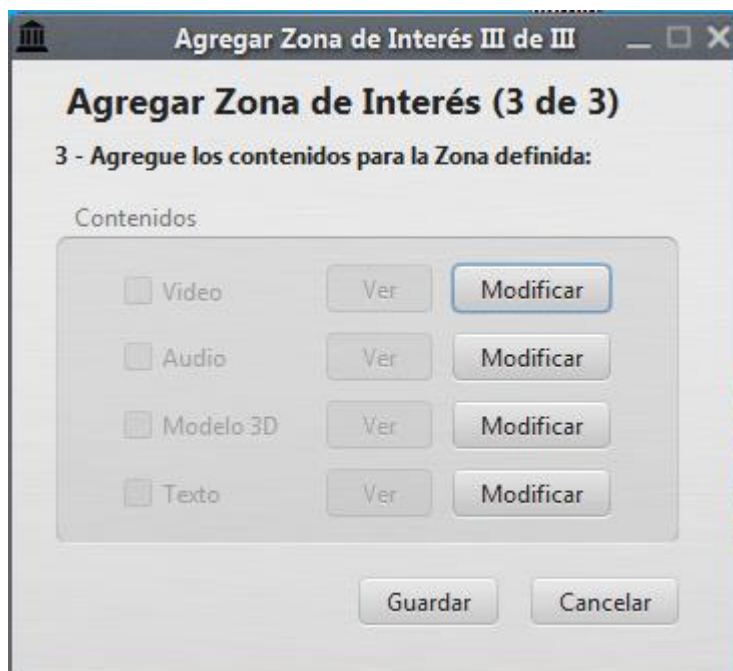 Agregar Zona de Interés III de III
Agregar Zona de Interés (3 de 3)
3 - Agregue los contenidos para la Zona definida:
Contenidos
Video Ver Modificar
Audio Ver Modificar
Modelo 3D Ver Modificar
Texto Ver Modificar
Guardar Cancelar